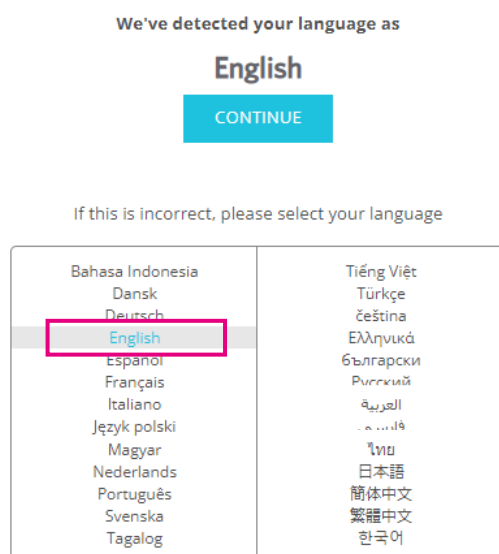 We've detected your language as
English
CONTINUE
If this is incorrect, please select your language
Bahasa Indonesia
Dansk
Deutsch
English
Español
Français
Italiano
Język polski
Magyar
Nederlands
Português
Svenska
Tagalog
Tiếng Việt
Türkçe
čeština
Ελληνικά
български
Русский
العربية
فارسی
ไทย
日本語
简体中文
繁體中文
한국어